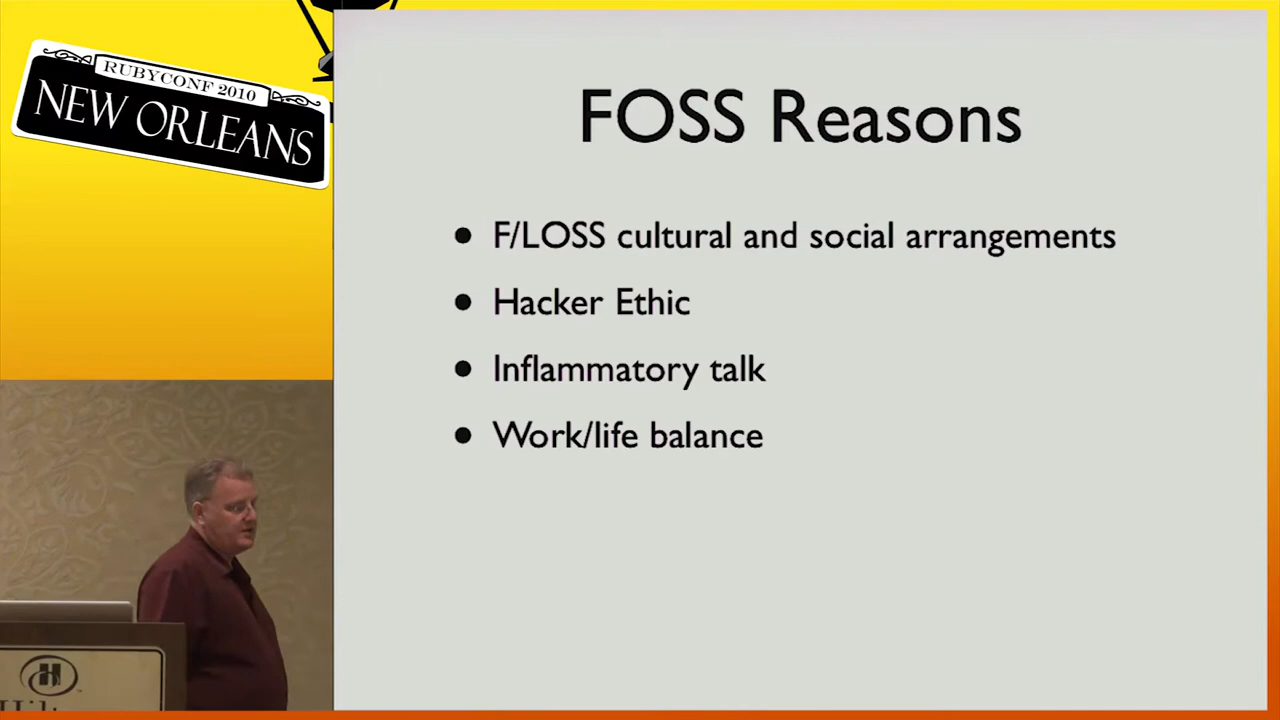 RUBYCONF 2010
NEW ORLEANS
FOSS Reasons
• F/LOSS cultural and social arrangements
• Hacker Ethic
• Inflammatory talk
• Work/life balance
H